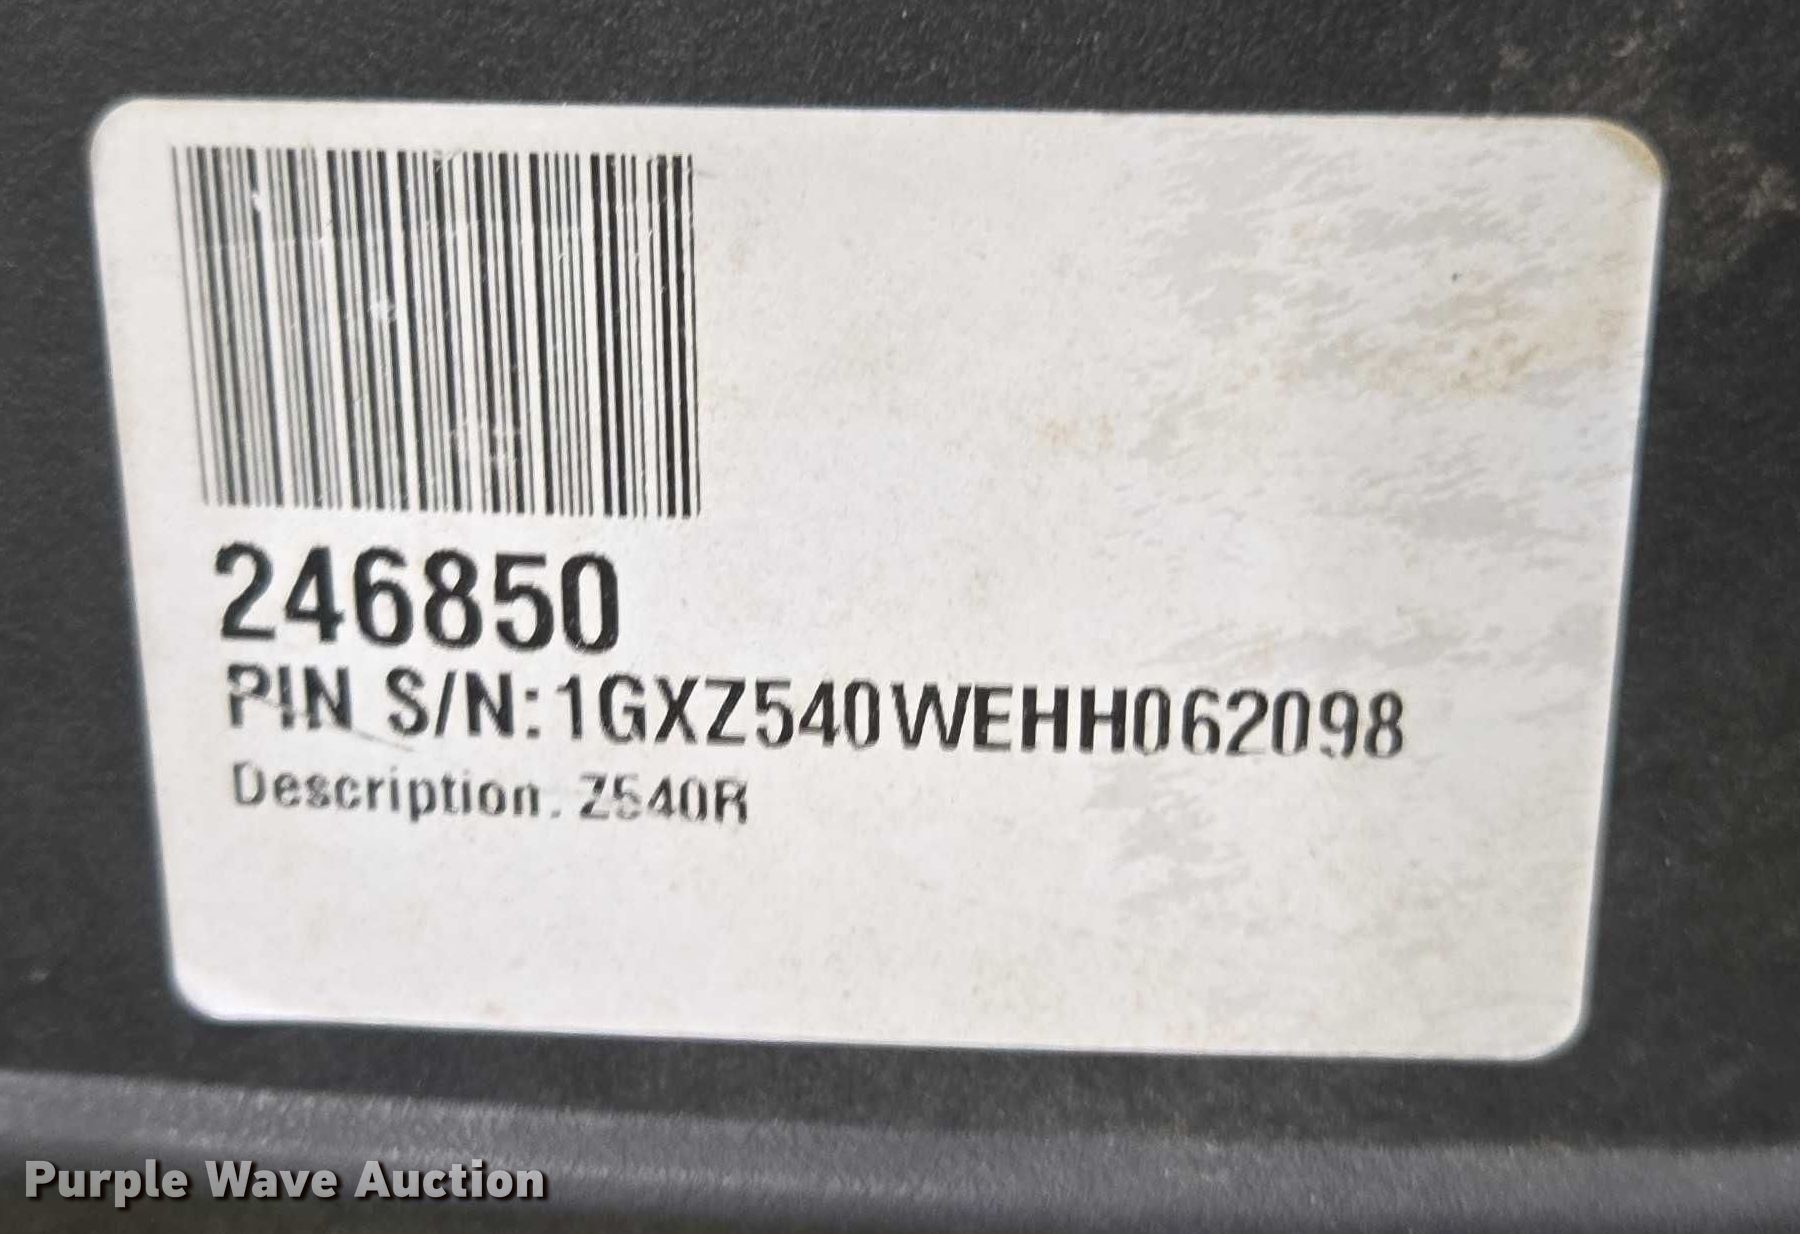 246850
PIN S/N:1GXZ540WEHH062098
Description. Z540R
Purple Wave Auction